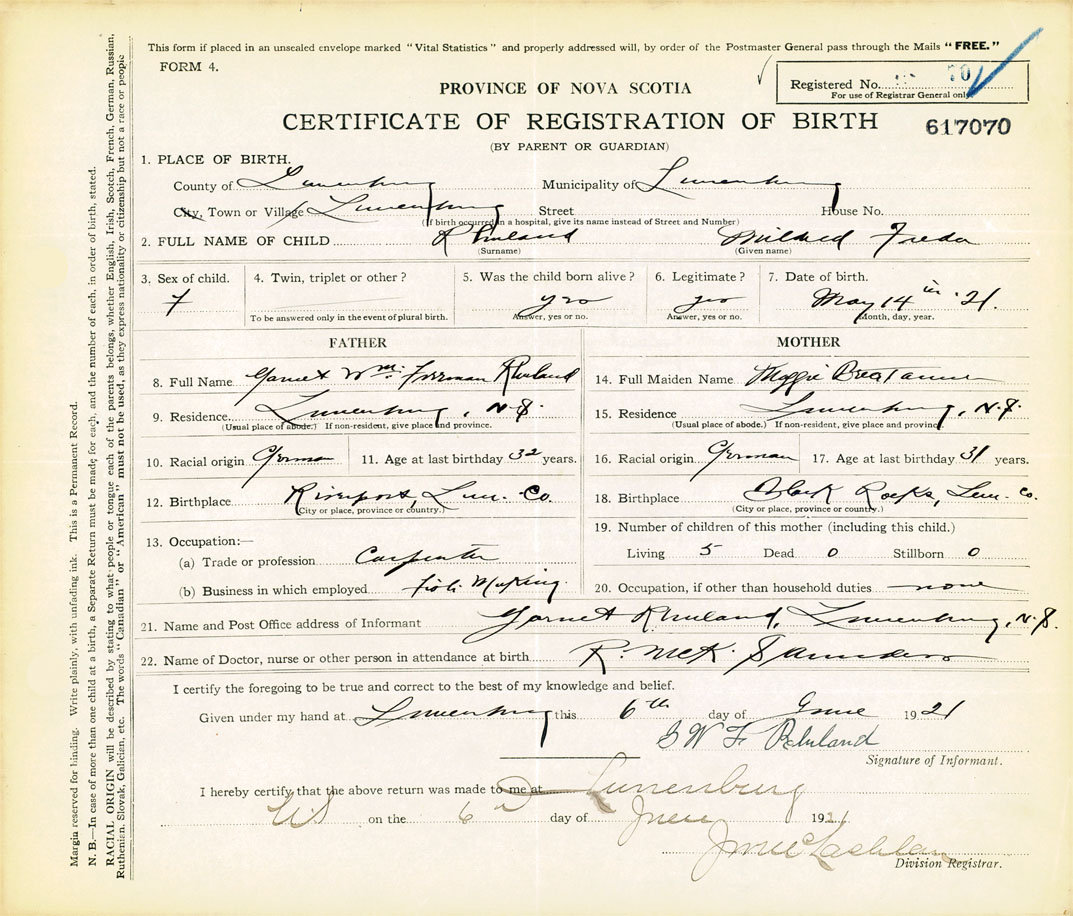 This form if placed in an unsealed envelope marked "Vital Statistics" and properly addressed will, by order of the Postmaster General pass through the Mails "FREE."
FORM 4.
Registered No. 70
For use of Registrar General only.
PROVINCE OF NOVA SCOTIA
CERTIFICATE OF REGISTRATION OF BIRTH
617070
(BY PARENT OR GUARDIAN)
1. PLACE OF BIRTH.
County of Lunenburg Municipality of Lunenburg
City, Town or Village Lunenburg Street House No.
(If birth occurred in a hospital, give its name instead of Street and Number)
2. FULL NAME OF CHILD Rhuland Mildred Freda
(Surname) (Given name)
3. Sex of child. 4. Twin, triplet or other? 5. Was the child born alive? 6. Legitimate? 7. Date of birth.
F yes yes May 14 21
To be answered only in the event of plural birth. Answer, yes or no. Answer, yes or no. Month, day, year.
FATHER MOTHER
8. Full Name Garnet Wm. Freeman Rhuland 14. Full Maiden Name Maggie Tanner
9. Residence Lunenburg, N.S. 15. Residence Lunenburg, N.S.
(Usual place of abode.) If non-resident, give place and province. (Usual place of abode.) If non-resident, give place and province.
10. Racial origin German 11. Age at last birthday 32 years. 16. Racial origin German 17. Age at last birthday 31 years.
12. Birthplace Riverport, Lun. Co. 18. Birthplace Black Rocks, Lun. Co.
(City or place, province or country.) (City or place, province or country.)
19. Number of children of this mother (including this child.)
13. Occupation:—
(a) Trade or profession Carpenter Living 5 Dead 0 Stillborn 0
(b) Business in which employed Making 20. Occupation, if other than household duties none
21. Name and Post Office address of Informant Garnet Rhuland, Lunenburg, N.S.
22. Name of Doctor, nurse or other person in attendance at birth R. McK. Saunders
I certify the foregoing to be true and correct to the best of my knowledge and belief.
Given under my hand at Lunenburg this 6th day of June 1921
G W F Rhuland
Signature of Informant.
I hereby certify that the above return was made to me at Lunenburg
NS on the 6 day of June 1921
J McLachlan
Division Registrar.
Margin reserved for binding. Write plainly, with unfading ink. This is Permanent Record.
N. B.—In case of more than one child at a birth, a Separate Return must be made for each, and the number of each, in order of birth, stated.
RACIAL ORIGIN will be described by stating to what people or tongue each of the parents belongs, whether English, Irish, Scotch, French, German, Russian,
Ruthenian, Slovak, Galician, etc. The words "Canadian" or "American" must not be used, as they express nationality or citizenship but not a race or people